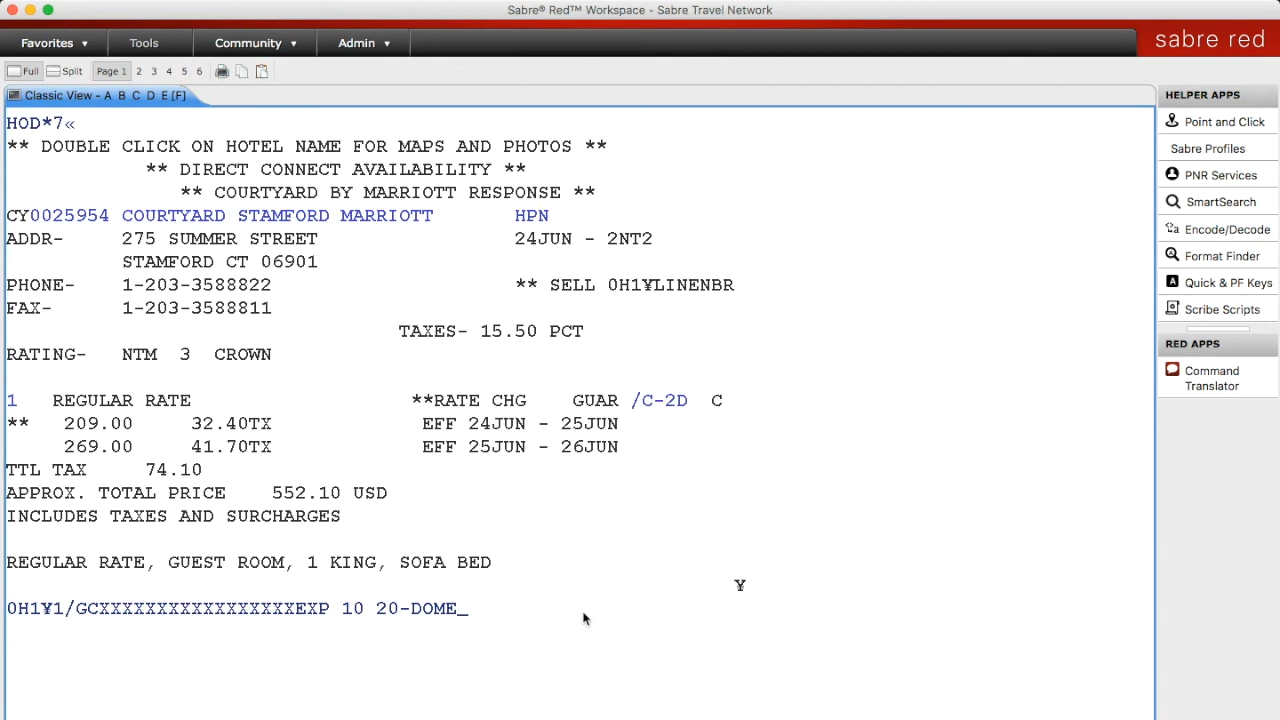 Sabre® Red™ Workspace - Sabre Travel Network
Favorites ▾ Tools Community ▾ Admin ▾ sabre red
Full Split Page 1 2 3 4 5 6
Classic View - A B C D E [F]
HOD*7«
** DOUBLE CLICK ON HOTEL NAME FOR MAPS AND PHOTOS **
** DIRECT CONNECT AVAILABILITY **
** COURTYARD BY MARRIOTT RESPONSE **
CY0025954 COURTYARD STAMFORD MARRIOTT HPN
ADDR- 275 SUMMER STREET 24JUN - 2NT2
STAMFORD CT 06901
PHONE- 1-203-3588822 ** SELL 0H1¥LINENBR
FAX- 1-203-3588811
TAXES- 15.50 PCT
RATING- NTM 3 CROWN
1 REGULAR RATE **RATE CHG GUAR /C-2D C
** 209.00 32.40TX EFF 24JUN - 25JUN
269.00 41.70TX EFF 25JUN - 26JUN
TTL TAX 74.10
APPROX. TOTAL PRICE 552.10 USD
INCLUDES TAXES AND SURCHARGES
REGULAR RATE, GUEST ROOM, 1 KING, SOFA BED
¥
0H1¥1/GCXXXXXXXXXXXXXXXXXEXP 10 20-DOME_
HELPER APPS
Point and Click
Sabre Profiles
PNR Services
SmartSearch
Encode/Decode
Format Finder
Quick & PF Keys
Scribe Scripts
RED APPS
Command
Translator